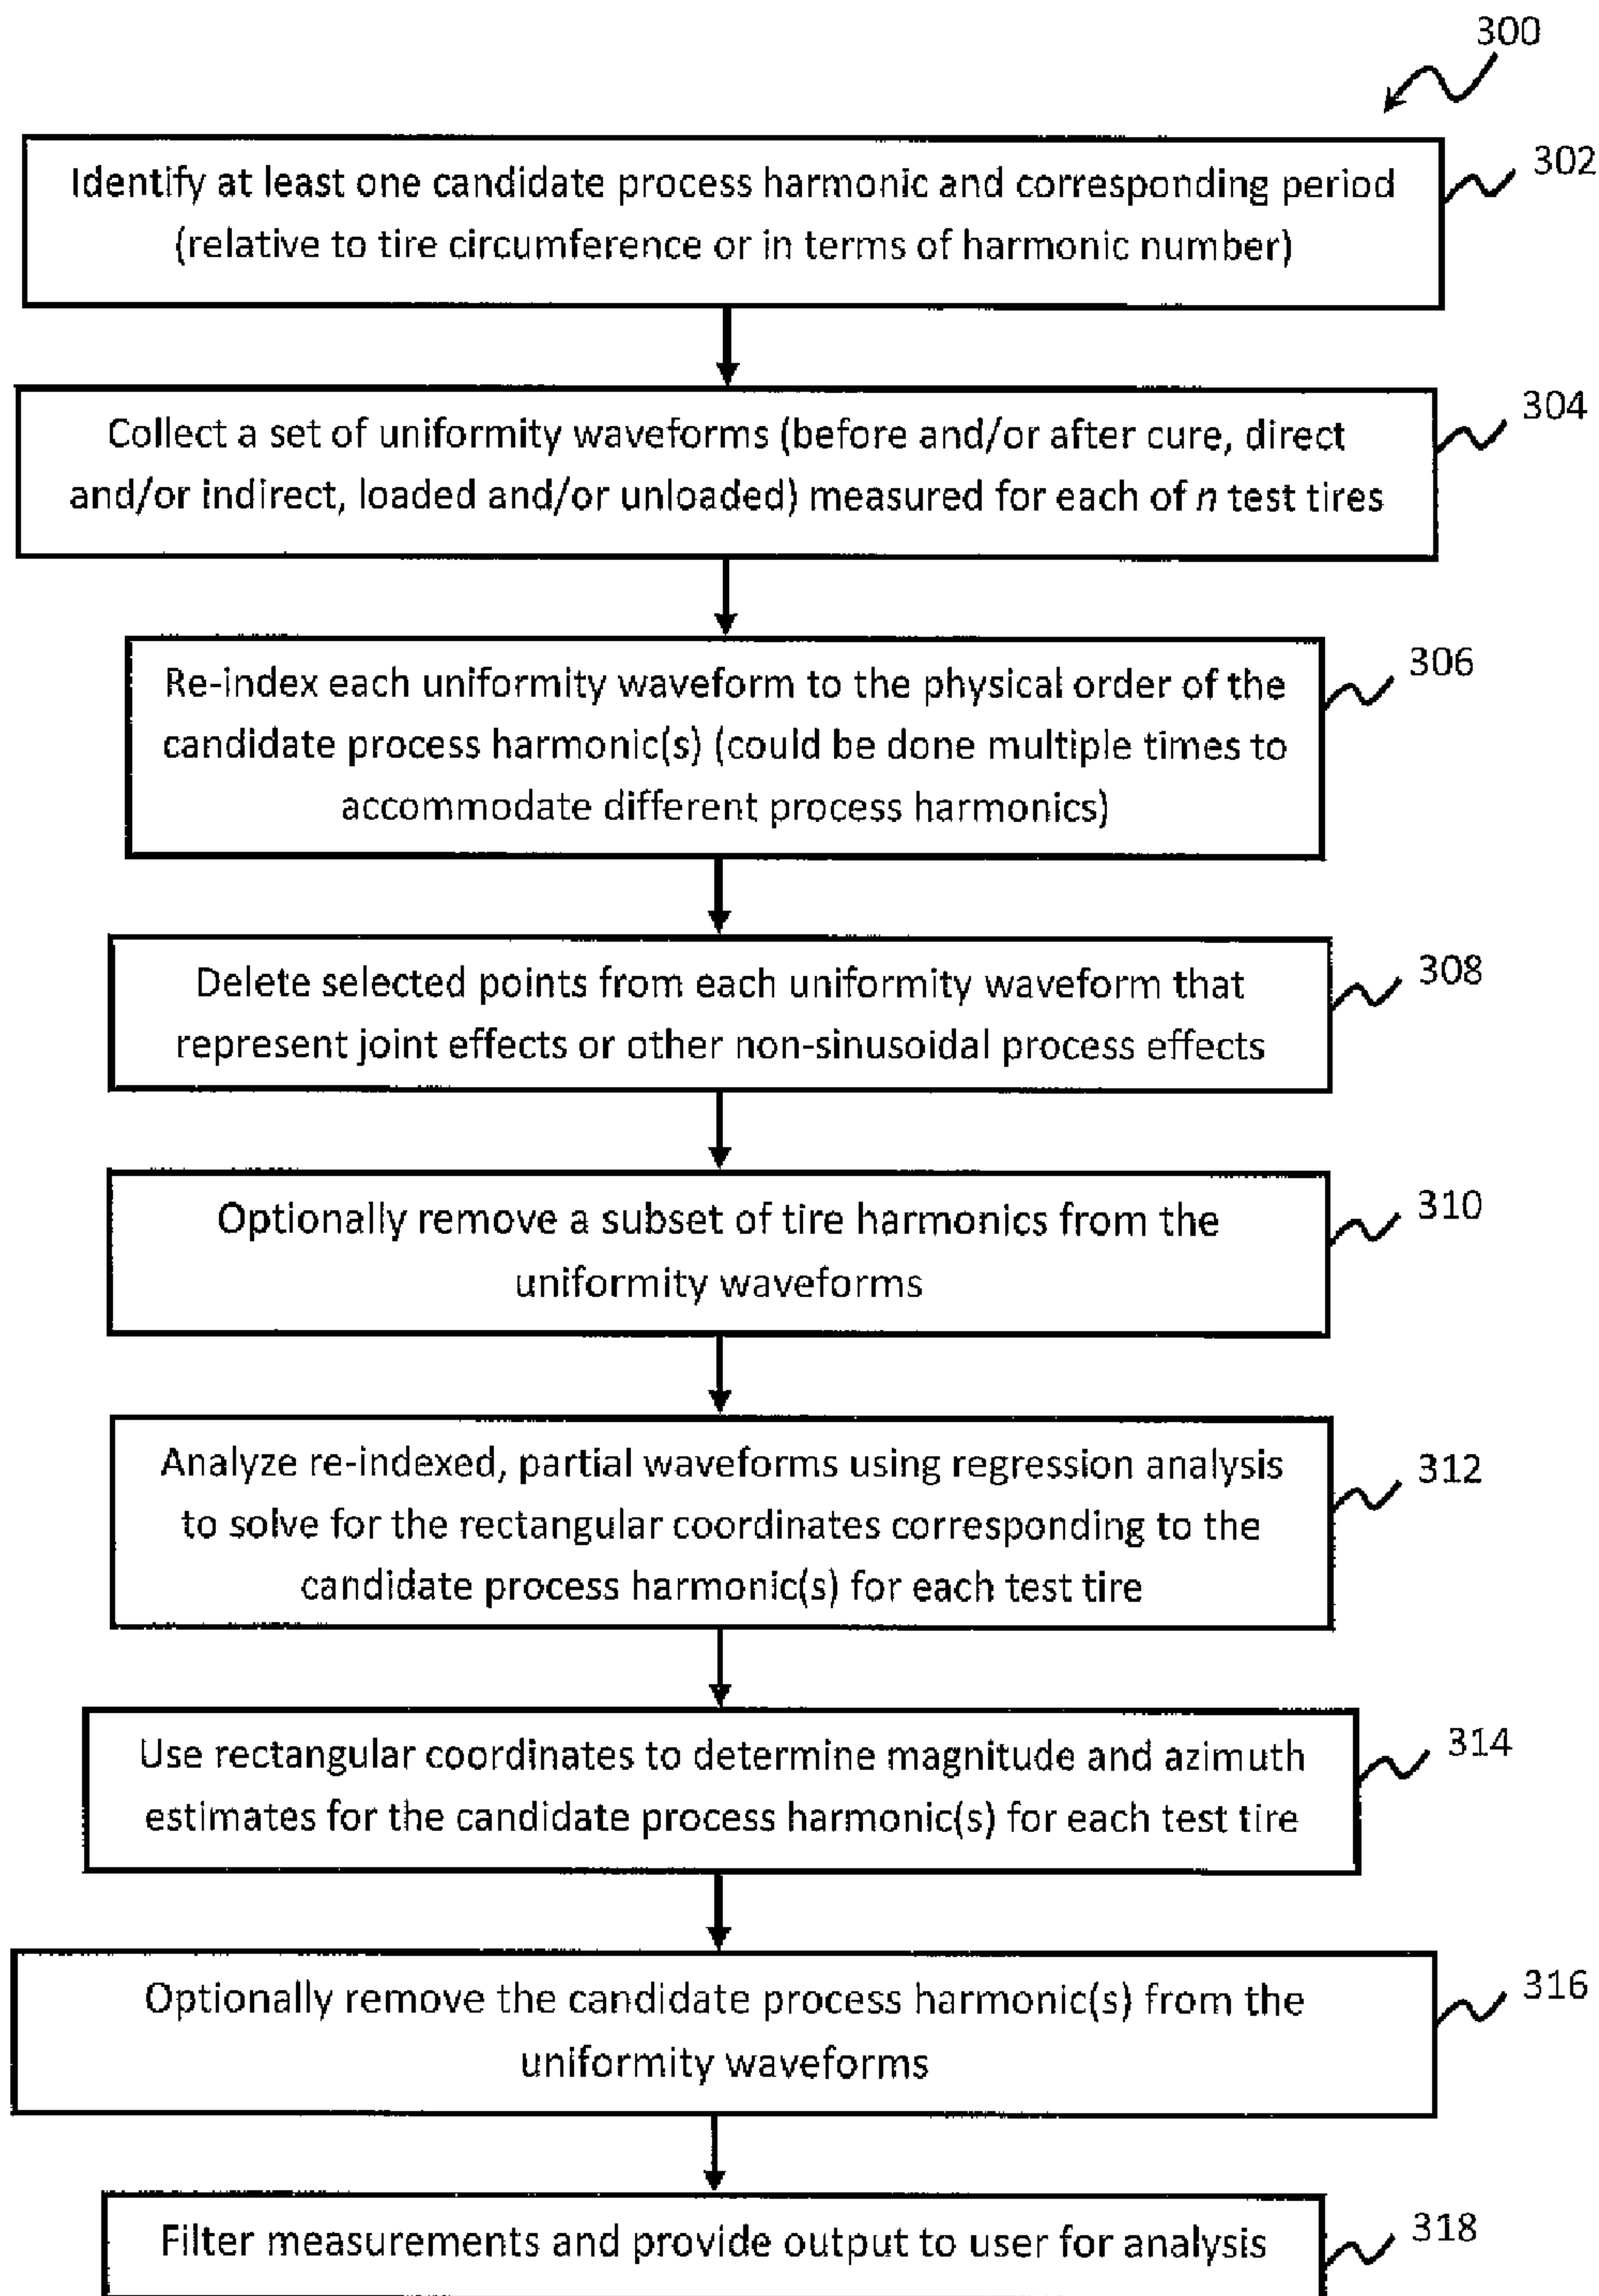 300
Identify at least one candidate process harmonic and corresponding period
(relative to tire circumference or in terms of harmonic number)
302
Collect a set of uniformity waveforms (before and/or after cure, direct
and/or indirect, loaded and/or unloaded) measured for each of n test tires
304
Re-index each uniformity waveform to the physical order of the
candidate process harmonic(s) (could be done multiple times to
accommodate different process harmonics)
306
Delete selected points from each uniformity waveform that
represent joint effects or other non-sinusoidal process effects
308
Optionally remove a subset of tire harmonics from the
uniformity waveforms
310
Analyze re-indexed, partial waveforms using regression analysis
to solve for the rectangular coordinates corresponding to the
candidate process harmonic(s) for each test tire
312
Use rectangular coordinates to determine magnitude and azimuth
estimates for the candidate process harmonic(s) for each test tire
314
Optionally remove the candidate process harmonic(s) from the
uniformity waveforms
316
Filter measurements and provide output to user for analysis
318